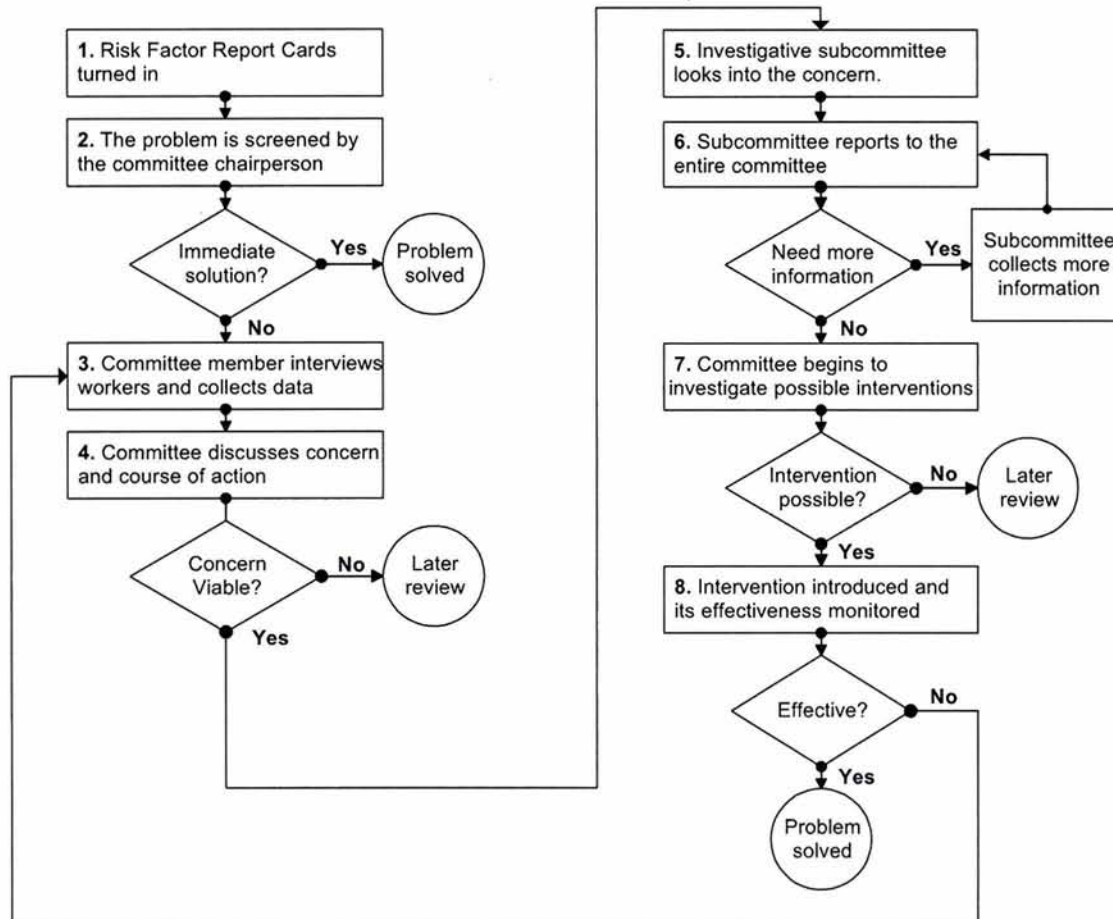 1. Risk Factor Report Cards
turned in
2. The problem is screened by
the committee chairperson
Immediate
solution?
Yes
Problem
solved
No
3. Committee member interviews
workers and collects data
4. Committee discusses concern
and course of action
Concern
Viable?
No
Later
review
Yes
5. Investigative subcommittee
looks into the concern.
6. Subcommittee reports to the
entire committee
Need more
information
Yes
Subcommittee
collects more
information
No
7. Committee begins to
investigate possible interventions
Intervention
possible?
No
Later
review
Yes
8. Intervention introduced and
its effectiveness monitored
Effective?
No
Yes
Problem
solved